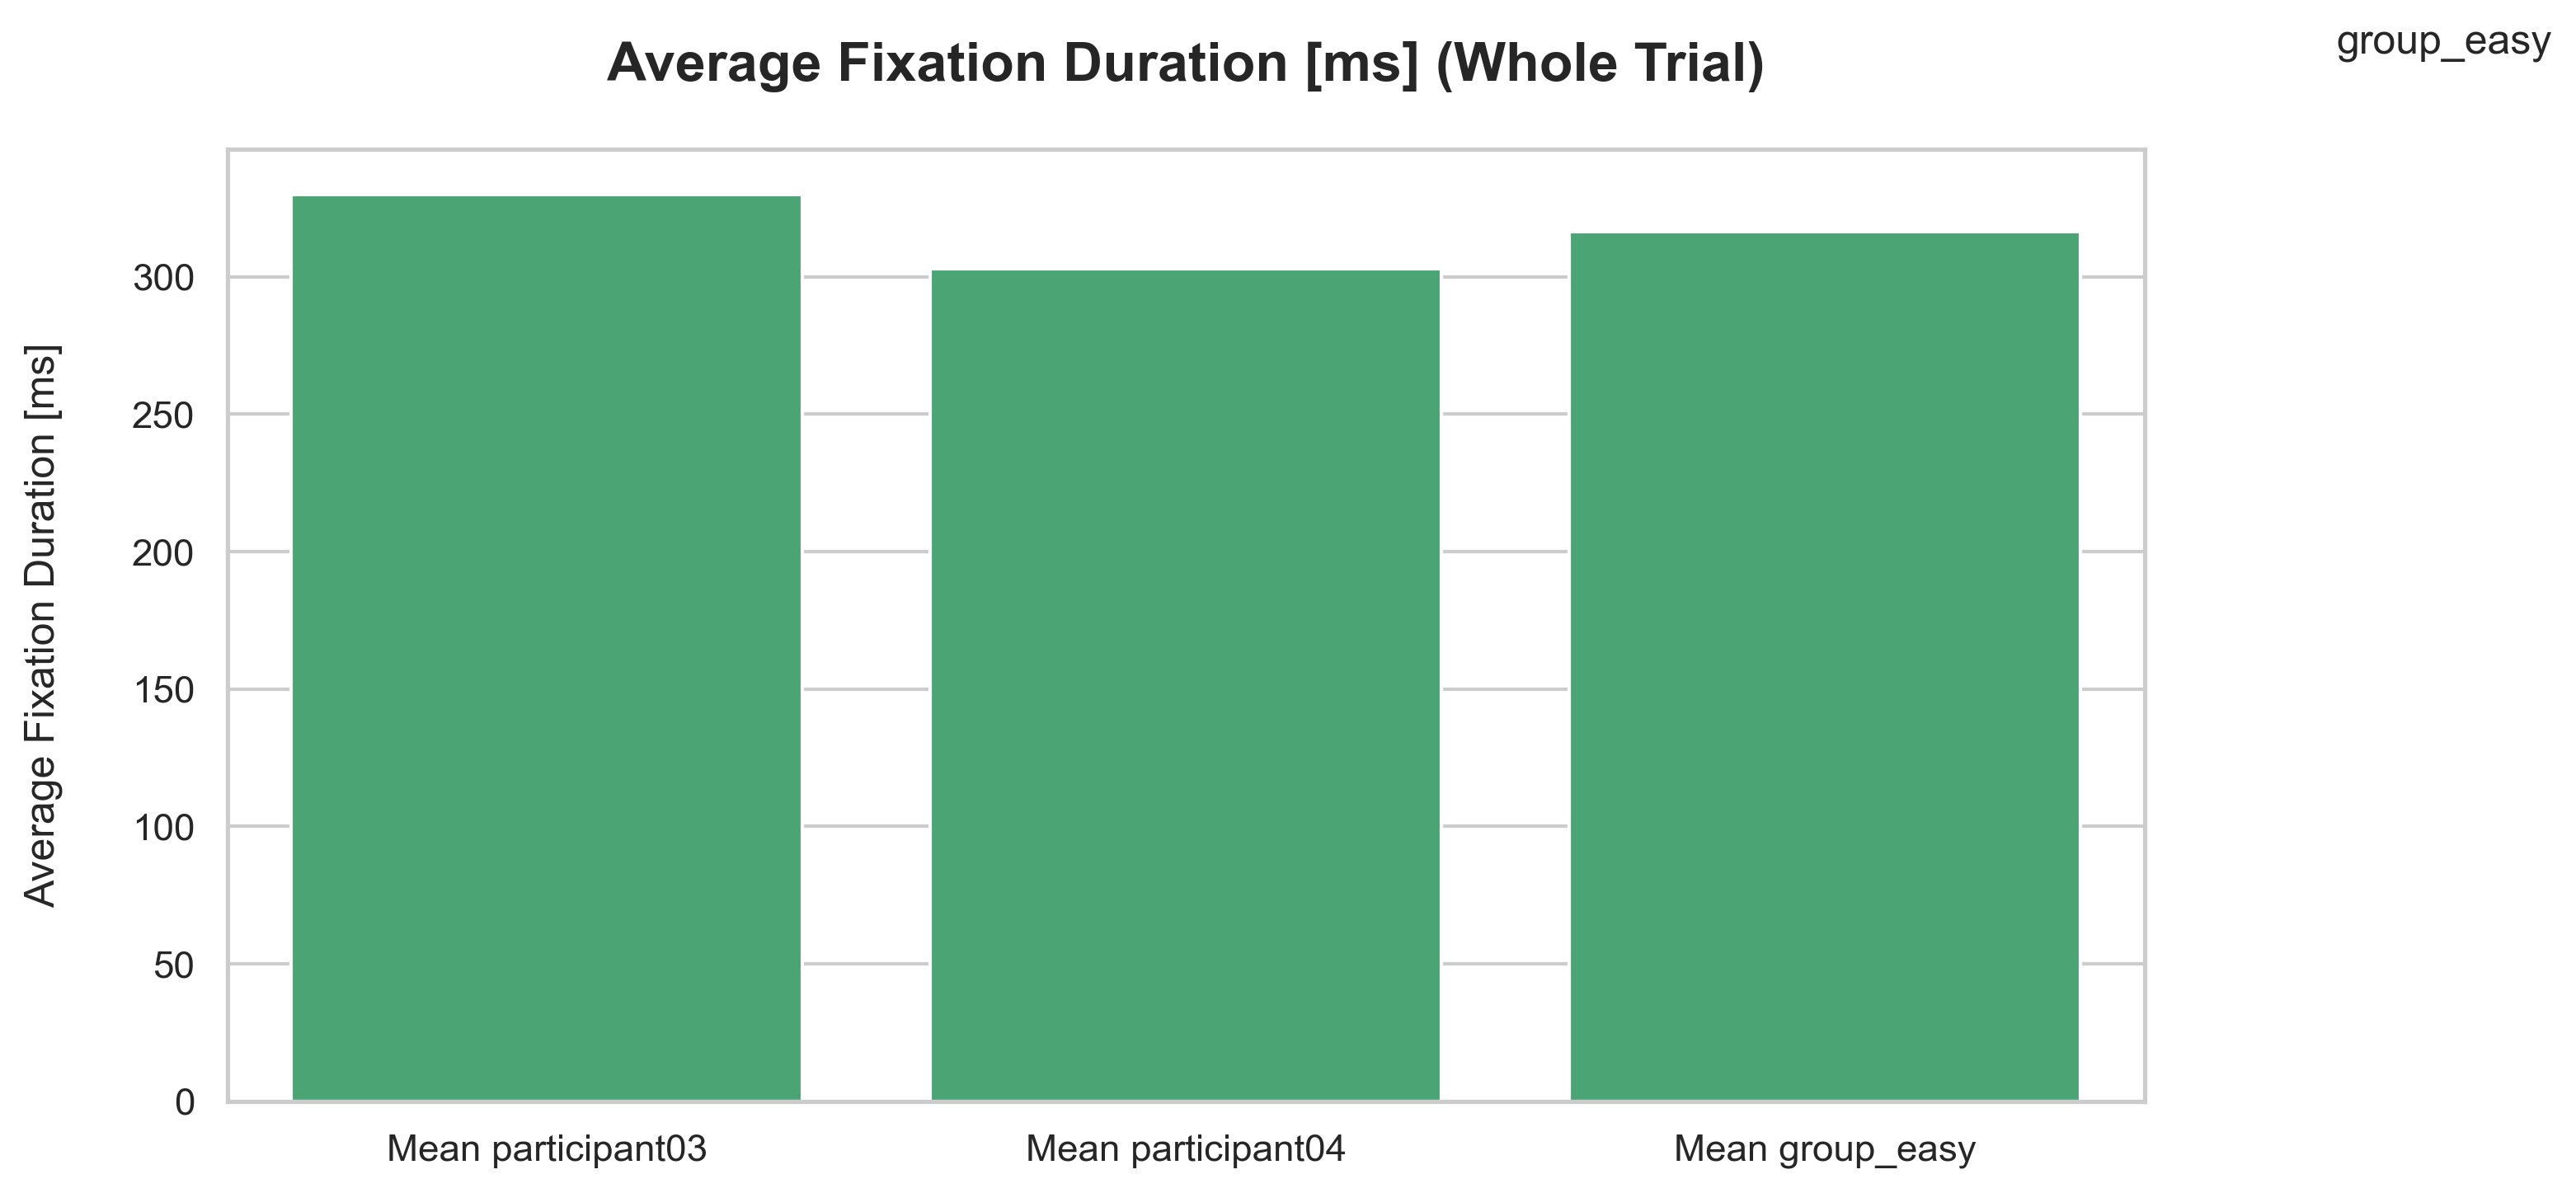 group_easy
Average Fixation Duration [ms] (Whole Trial)
Average Fixation Duration [ms]
300
250
200
150
100
50
0
Mean participant03
Mean participant04
Mean group_easy